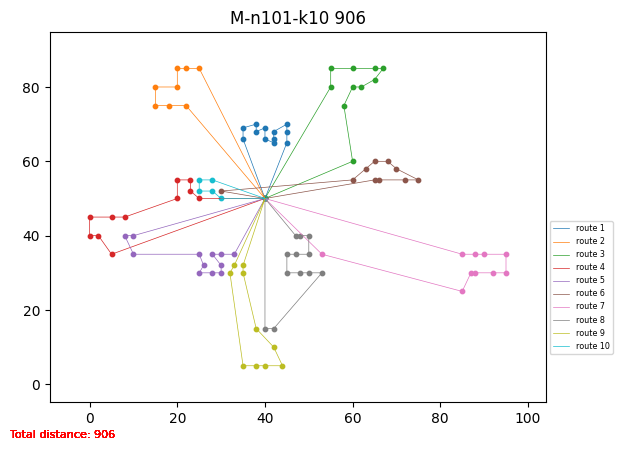 M-n101-k10 906
80
60
40
20
0
0 20 40 60 80 100
route 1
route 2
route 3
route 4
route 5
route 6
route 7
route 8
route 9
route 10
Total distance: 906